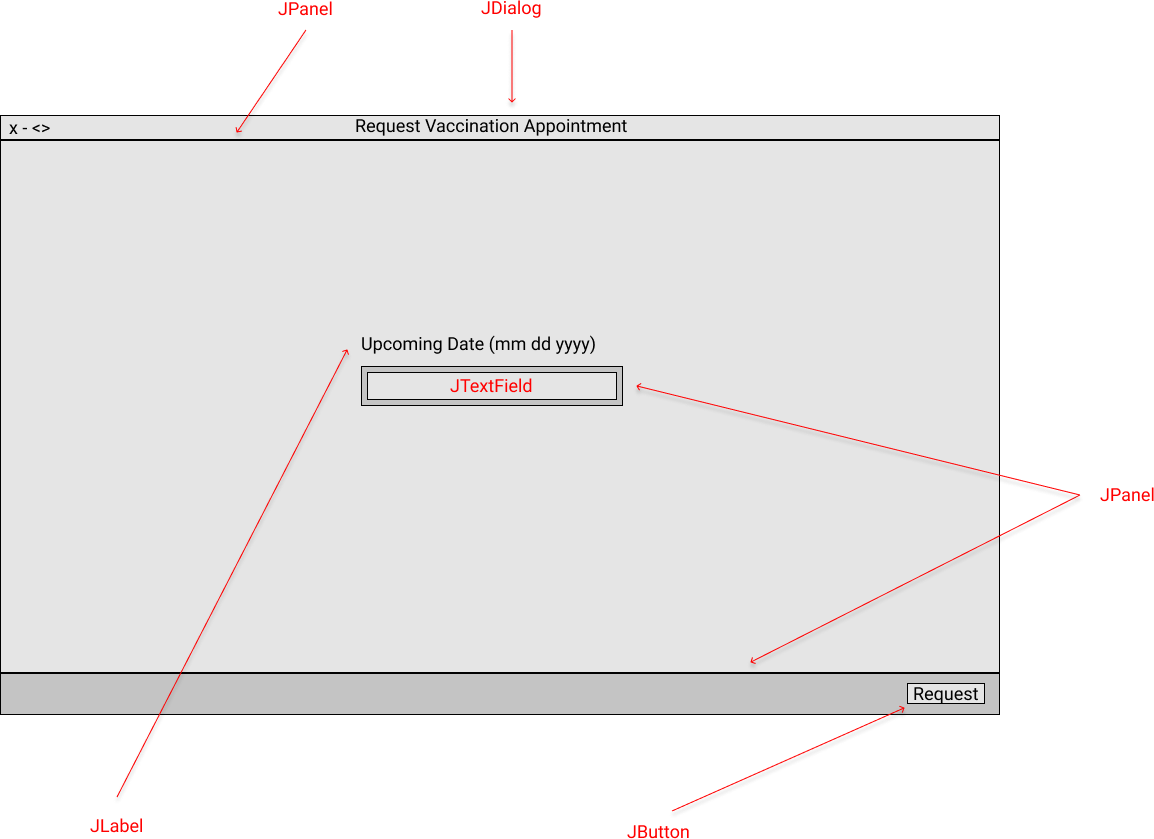 JPanel
JDialog
x - <>
Request Vaccination Appointment
Upcoming Date (mm dd yyyy)
JTextField
JPanel
Request
JLabel
JButton